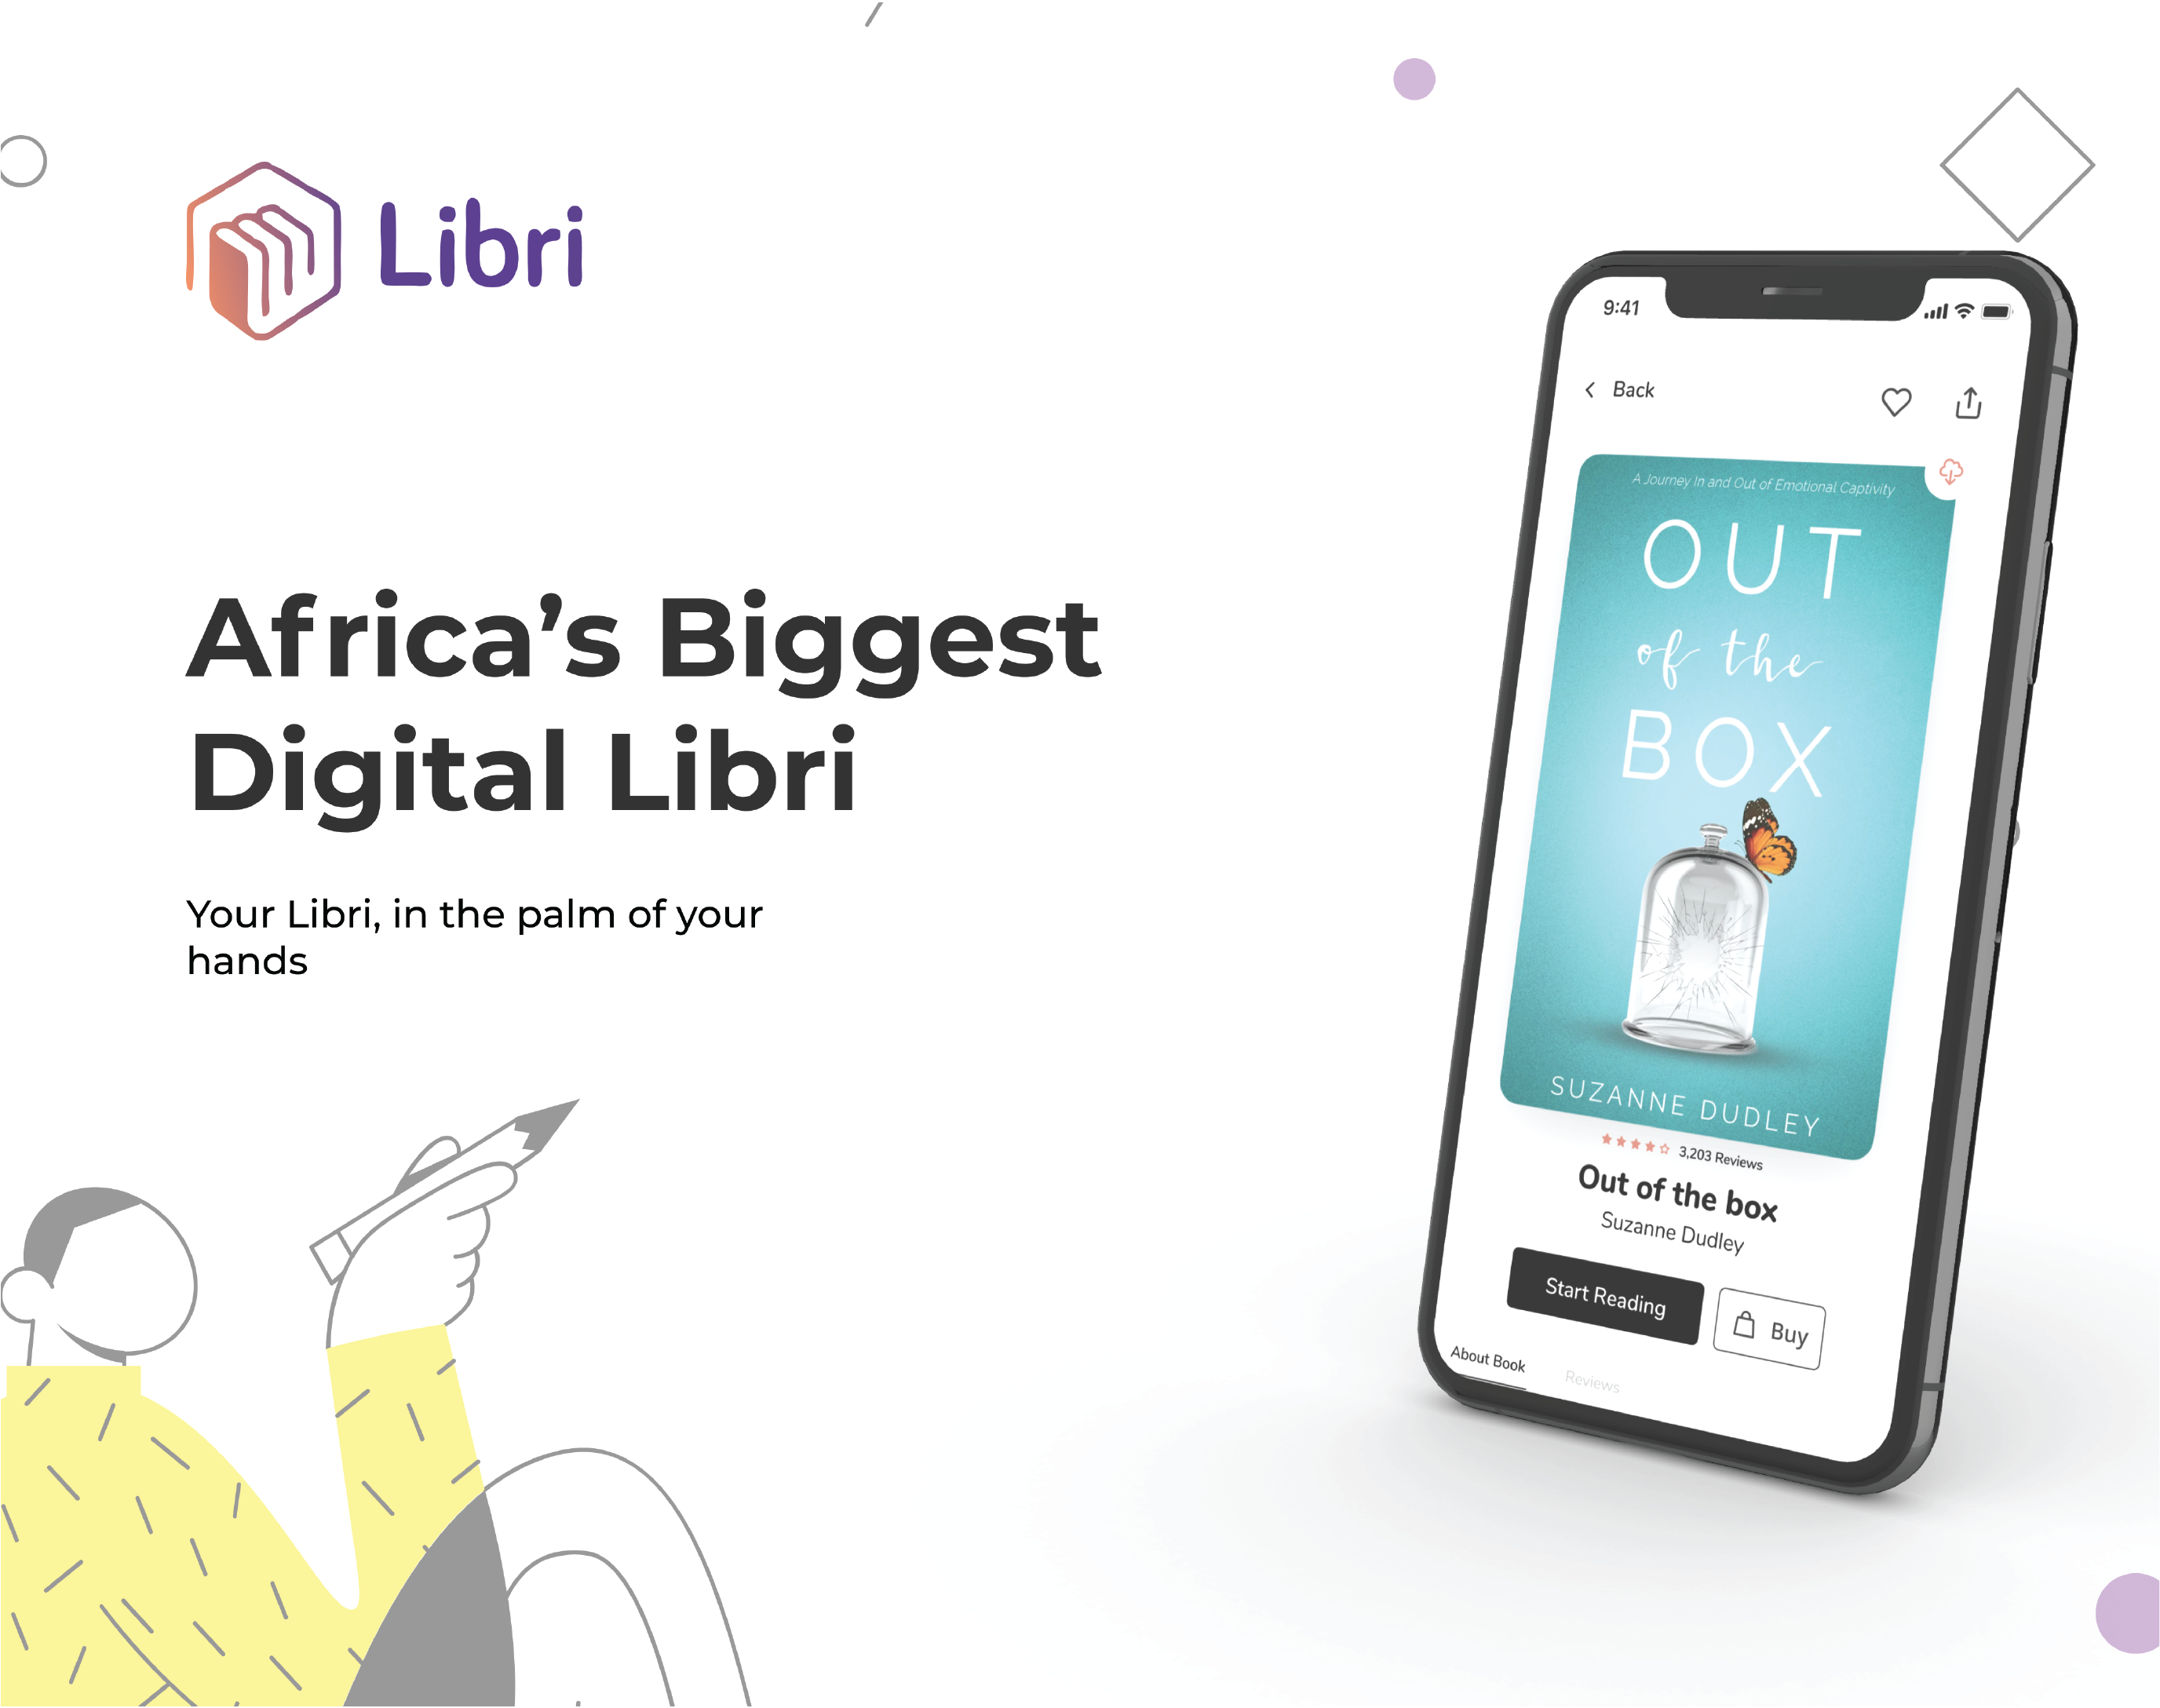 Libri
Africa’s Biggest
Digital Libri
Your Libri, in the palm of your
hands
9:41
Back
A Journey In and Out of Emotional Captivity
OUT
of the
BOX
SUZANNE DUDLEY
3,203 Reviews
Out of the box
Suzanne Dudley
Start Reading
Buy
About Book
Reviews